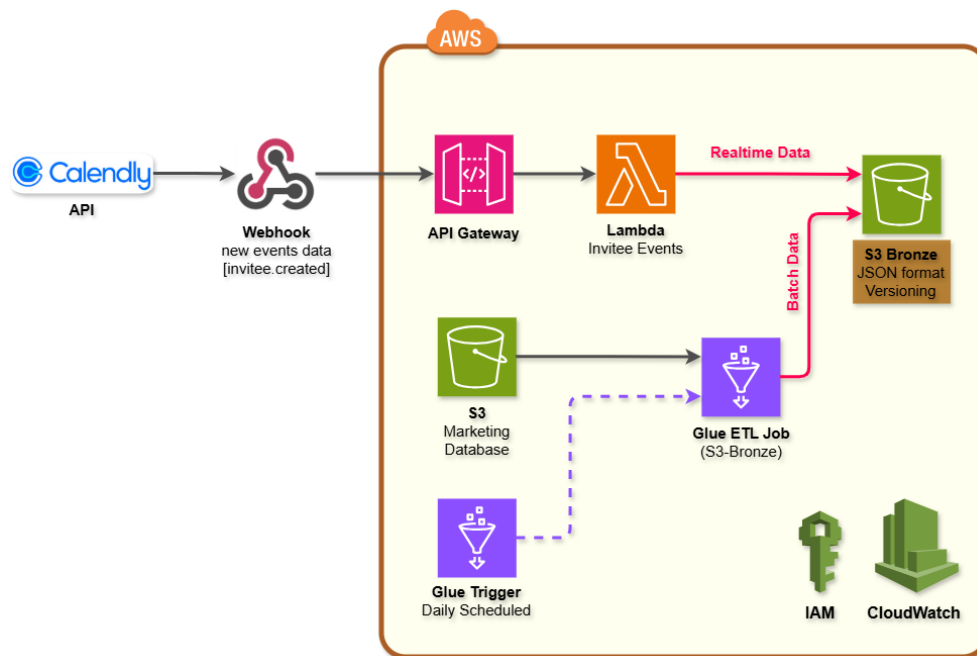 AWS
Calendly
API
Webhook
new events data
[invitee.created]
</>
API Gateway
Lambda
Invitee Events
Realtime Data
Batch Data
S3 Bronze
JSON format
Versioning
S3
Marketing
Database
Glue ETL Job
(S3-Bronze)
Glue Trigger
Daily Scheduled
IAM
CloudWatch